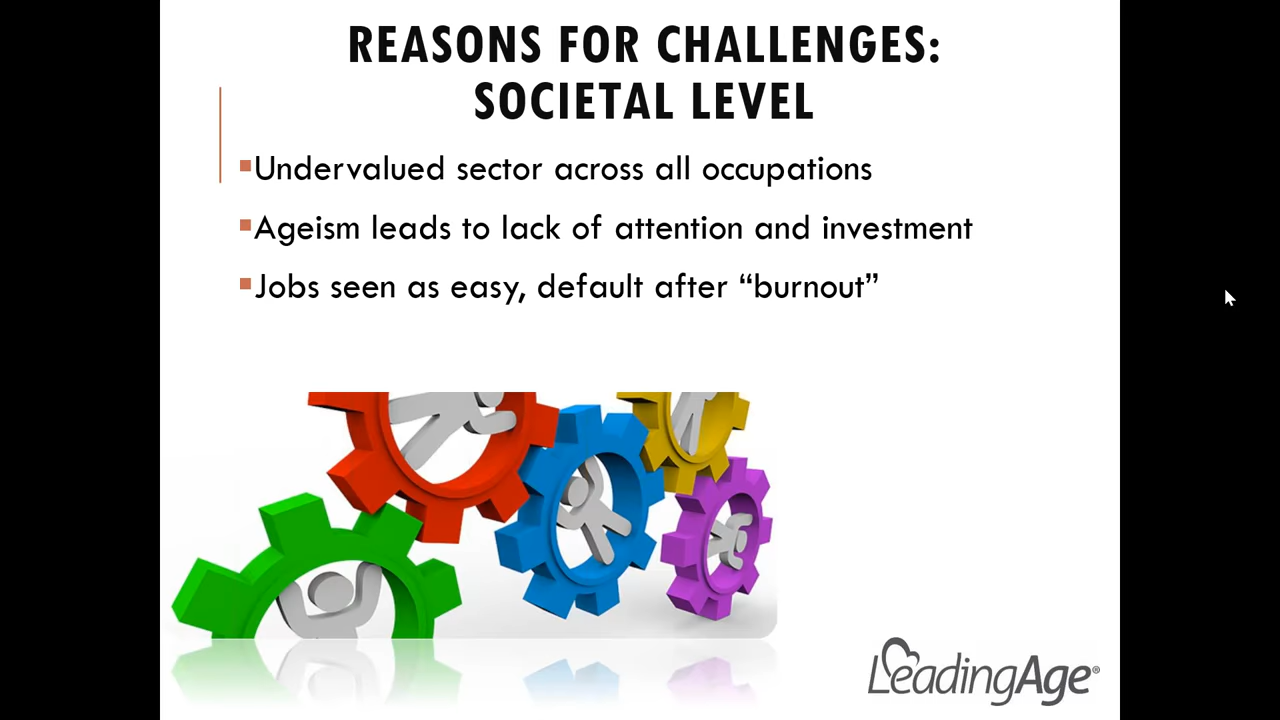 REASONS FOR CHALLENGES:
SOCIETAL LEVEL
▪Undervalued sector across all occupations
▪Ageism leads to lack of attention and investment
▪Jobs seen as easy, default after “burnout”
LeadingAge®